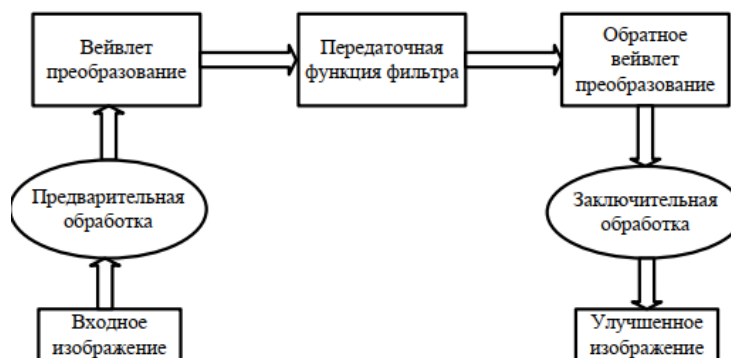 Вейвлет
преобразование
Передаточная
функция фильтра
Обратное
вейвлет
преобразование
Предварительная
обработка
Заключительная
обработка
Входное
изображение
Улучшенное
изображение